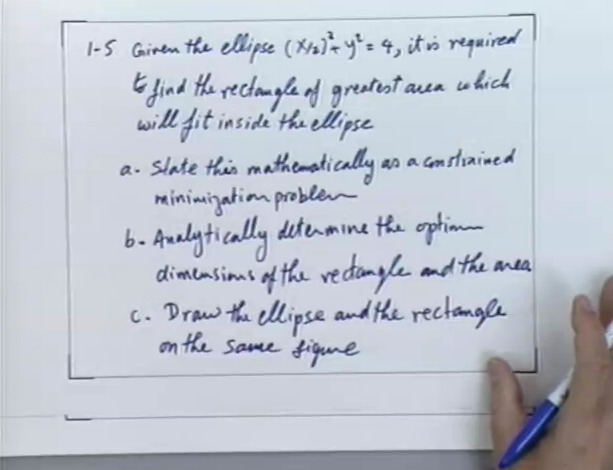 1-5 Given the ellipse (x/2)²+ y² = 4, it is required
to find the rectangle of greatest area which
will fit inside the ellipse
a- State this mathematically as a constrained
minimization problem
b- Analytically determine the optimum
dimensions of the rectangle and the area
c. Draw the ellipse and the rectangle
on the same figure